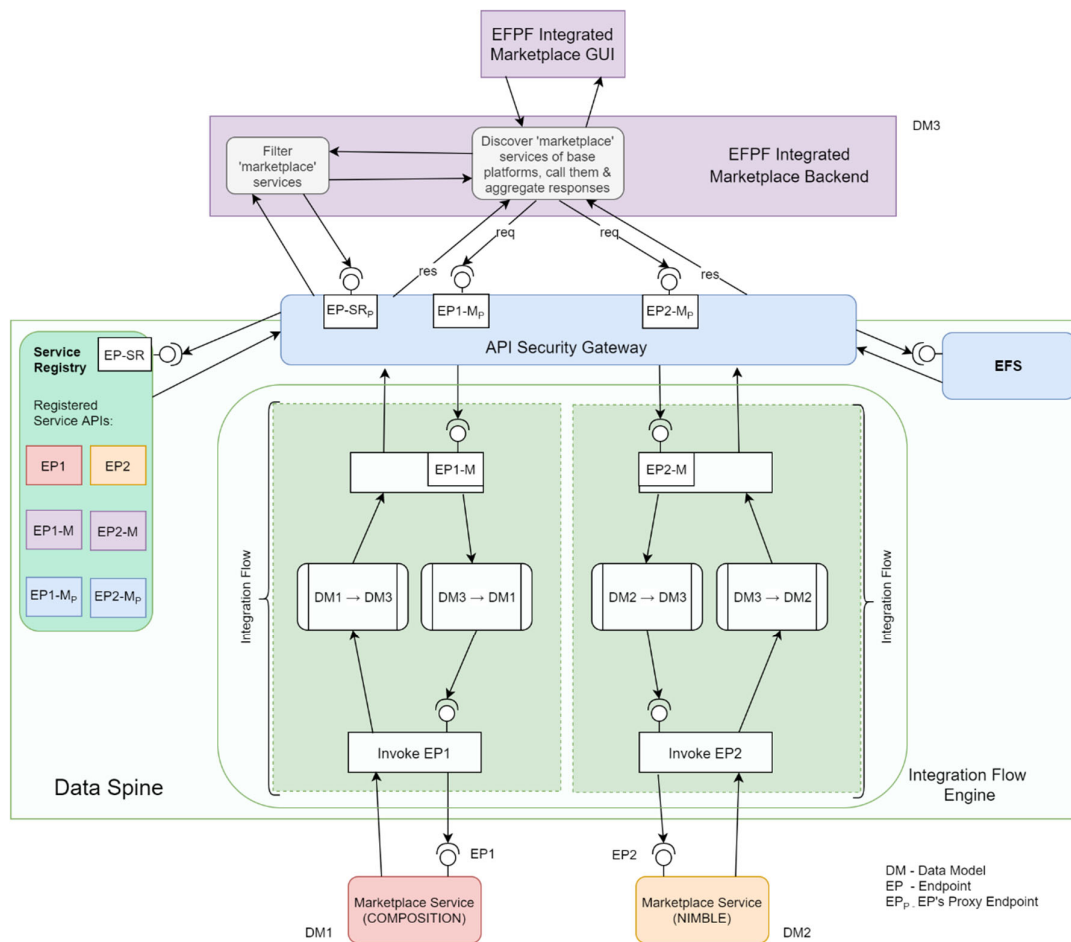 EFPF Integrated
Marketplace GUI
DM3
Filter
'marketplace'
services
Discover 'marketplace'
services of base
platforms, call them &
aggregate responses
EFPF Integrated
Marketplace Backend
res
req
req
res
EP-SRP
EP1-MP
EP2-MP
API Security Gateway
Service
Registry
EP-SR
EFS
Registered
Service APIs:
EP1
EP2
EP1-M
EP2-M
EP1-MP
EP2-MP
Integration Flow
EP1-M
EP2-M
Integration Flow
DM1 → DM3
DM3 → DM1
DM2 → DM3
DM3 → DM2
Invoke EP1
Invoke EP2
Data Spine
Integration Flow
Engine
EP1
EP2
Marketplace Service
(COMPOSITION)
DM1
Marketplace Service
(NIMBLE)
DM2
DM - Data Model
EP - Endpoint
EPP - EP's Proxy Endpoint